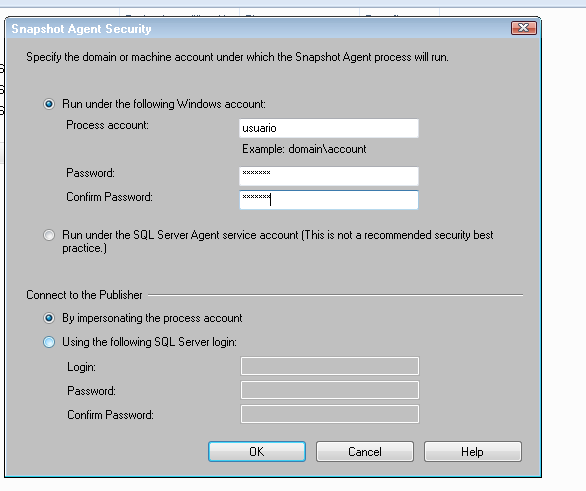 Snapshot Agent Security
Specify the domain or machine account under which the Snapshot Agent process will run.
Run under the following Windows account:
Process account:
usuario
Example: domain\account
Password:
*******
Confirm Password:
*******
Run under the SQL Server Agent service account (This is not a recommended security best
practice.)
Connect to the Publisher
By impersonating the process account
Using the following SQL Server login:
Login:
Password:
Confirm Password:
OK
Cancel
Help